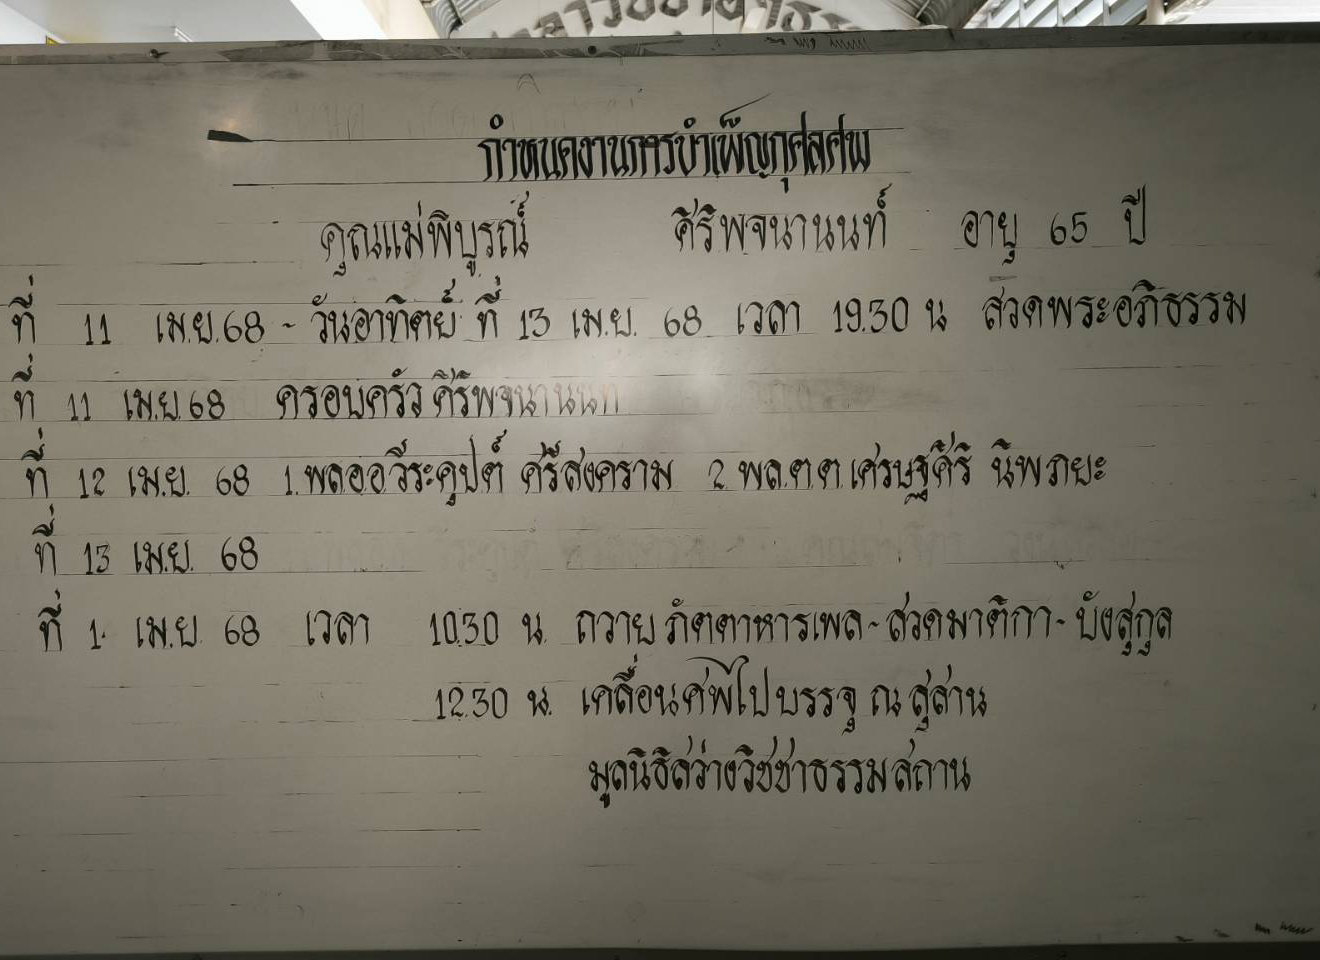 กำหนดงานการบำเพ็ญกุศลศพ
คุณแม่พิบูรณ์ ศิริพจนานนท์ อายุ 65 ปี
ที่ 11 เม.ย.68 - วันอาทิตย์ ที่ 13 เม.ย. 68 เวลา 19.30 น สวดพระอภิธรรม
ที่ 11 เม.ย.68 ครอบครัว ศิริพจนานนท
ที่ 12 เม.ย. 68 1.พลออวีระคุปต์ ศรีสงคราม 2 พล.ต.ต.เศรษฐศิริ นิพภยะ
ที่ 13 เม.ย. 68
ที่ 1 เม.ย 68 เวลา 10.30 น. ถวายภัตตาหารเพล-สวดมาติกา-บังสุกุล
12.30 น. เคลื่อนศพไปบรรจุ ณ สุสาน
มูลนิธิสว่างวิชชาธรรมสถาน